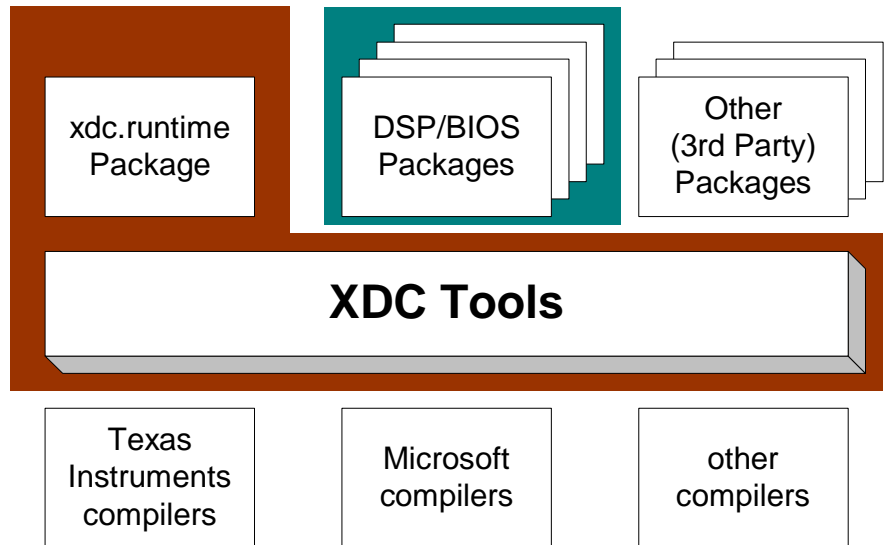 xdc.runtime
Package
DSP/BIOS
Packages
Other
(3rd Party)
Packages
XDC Tools
Texas
Instruments
compilers
Microsoft
compilers
other
compilers